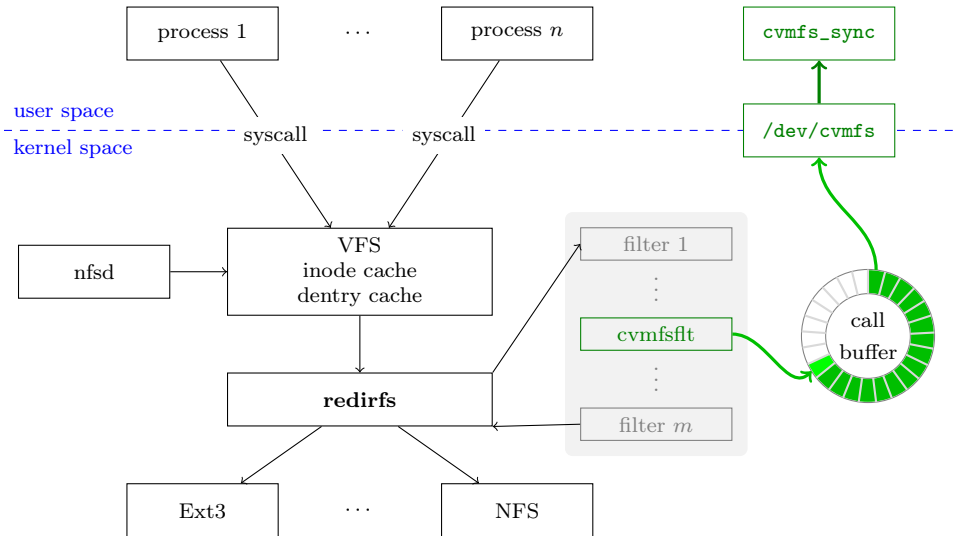 process 1
...
process n
cvmfs_sync
user space
/dev/cvmfs
syscall
syscall
kernel space
VFS
inode cache
dentry cache
nfsd
filter 1
⋮
cvmfsflt
⋮
filter m
call
buffer
redirfs
Ext3
...
NFS